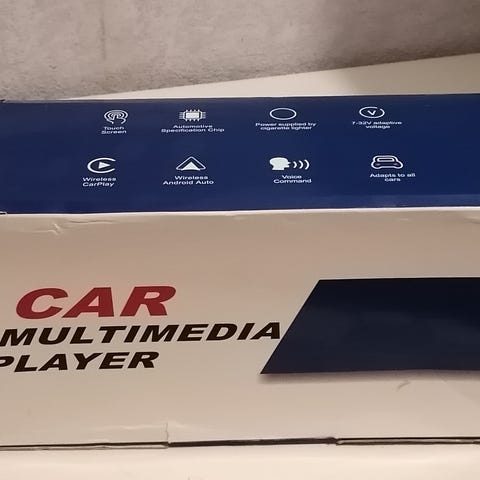 Touch
Screen
Automotive
Specification Chip
Power supplied by
cigarette lighter
7-32V adaptive
voltage
Wireless
CarPlay
Wireless
Android Auto
Voice
Command
Adapts to all
cars
CAR
MULTIMEDIA
PLAYER